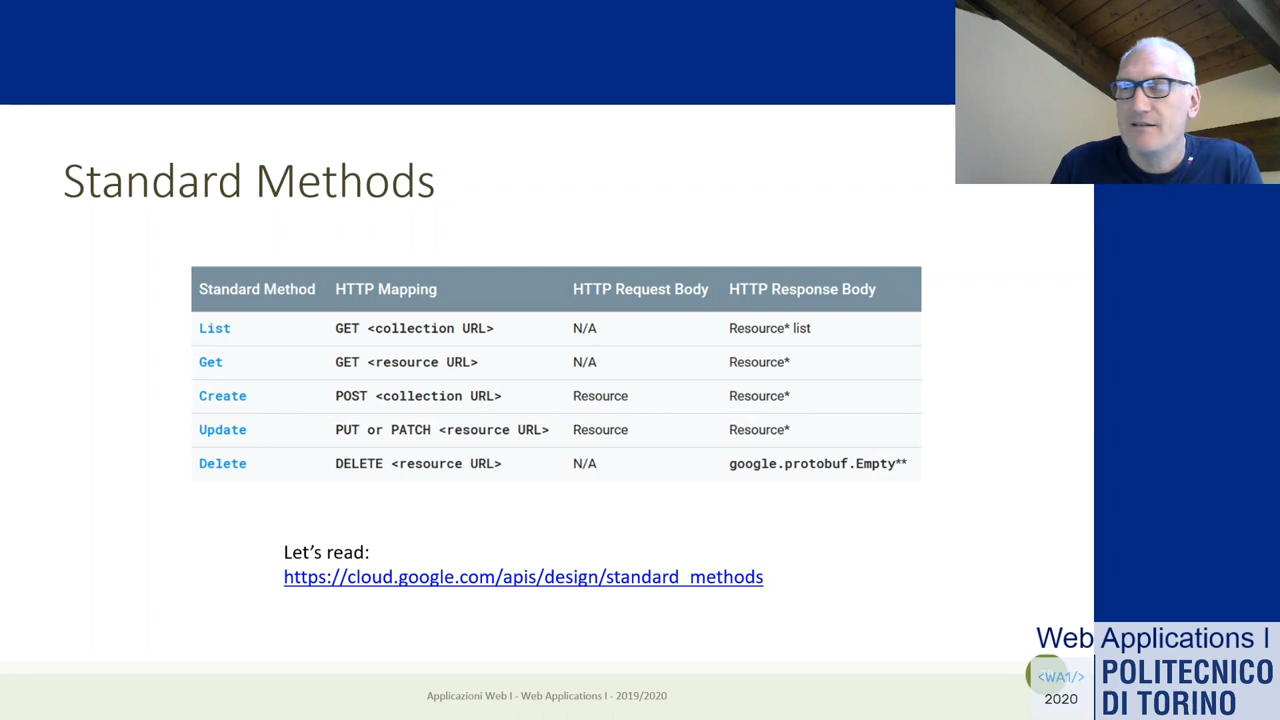 Standard Methods
Standard Method HTTP Mapping HTTP Request Body HTTP Response Body
List GET <collection URL> N/A Resource* list
Get GET <resource URL> N/A Resource*
Create POST <collection URL> Resource Resource*
Update PUT or PATCH <resource URL> Resource Resource*
Delete DELETE <resource URL> N/A google.protobuf.Empty**
Let's read:
https://cloud.google.com/apis/design/standard_methods
Applicazioni Web I - Web Applications I - 2019/2020
Web Applications I
<WA1/>
2020
POLITECNICO
DI TORINO